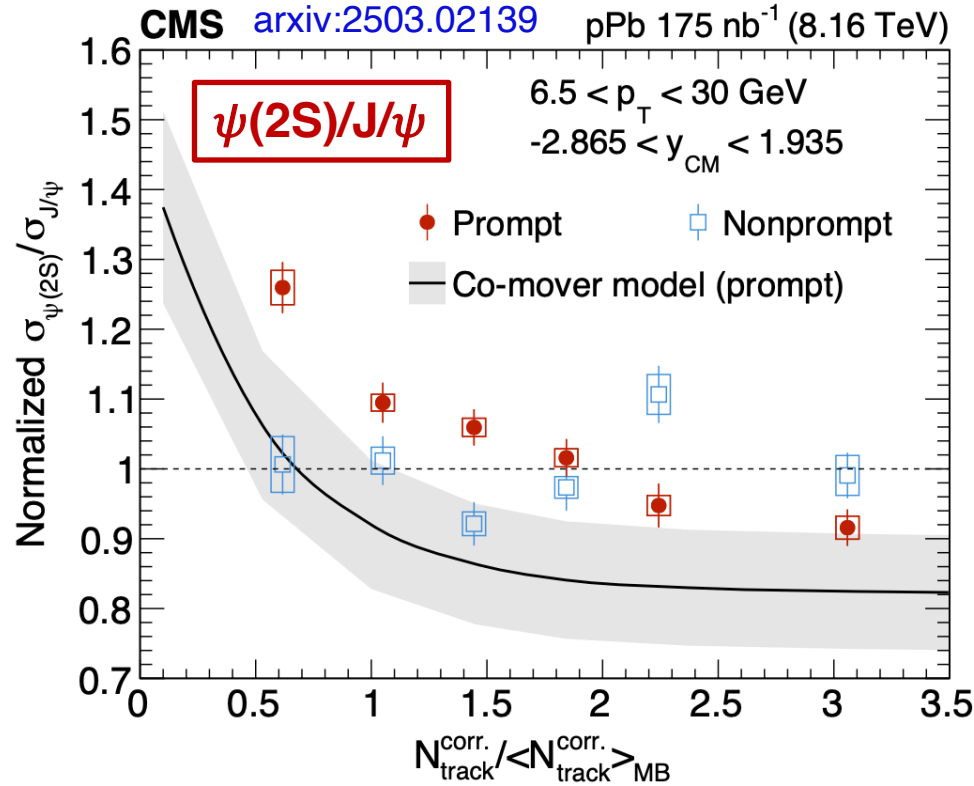 CMS arxiv:2503.02139 pPb 175 nb⁻¹ (8.16 TeV)
ψ(2S)/J/ψ
6.5 < p_T < 30 GeV
-2.865 < y_CM < 1.935
Prompt
Nonprompt
Co-mover model (prompt)
Normalized σ_ψ(2S)/σ_J/ψ
1.6
1.5
1.4
1.3
1.2
1.1
1
0.9
0.8
0.7
0 0.5 1 1.5 2 2.5 3 3.5
N_track^corr./<N_track^corr.>_MB